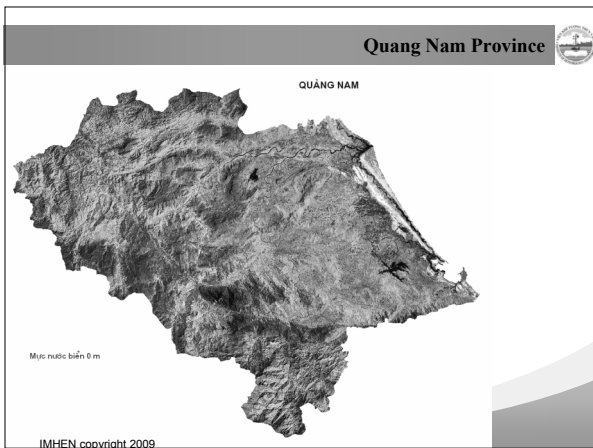 Quang Nam Province
QUẢNG NAM
Mực nước biển 0 m
IMHEN copyright 2009